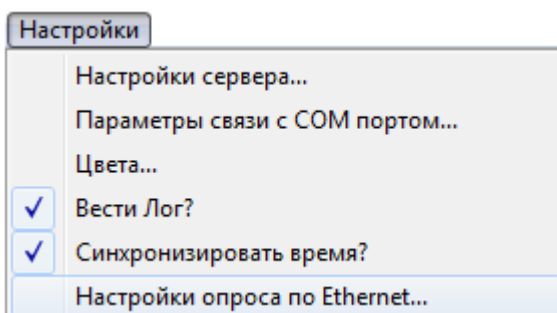 Настройки
Настройки сервера...
Параметры связи с COM портом...
Цвета...
Вести Лог?
Синхронизировать время?
Настройки опроса по Ethernet...